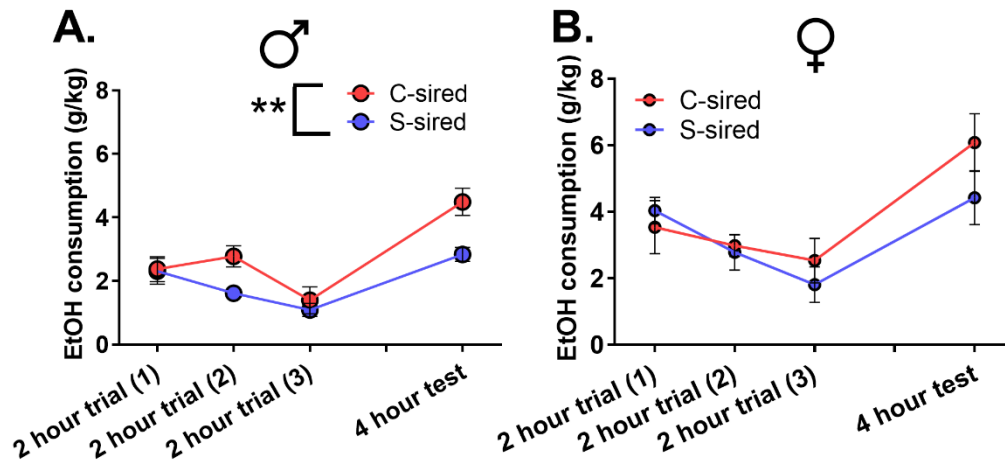 A.
♂
EtOH consumption (g/kg)
8
6
4
2
0
**
C-sired
S-sired
2 hour trial (1)
2 hour trial (2)
2 hour trial (3)
4 hour test
B.
♀
EtOH consumption (g/kg)
8
6
4
2
0
C-sired
S-sired
2 hour trial (1)
2 hour trial (2)
2 hour trial (3)
4 hour test